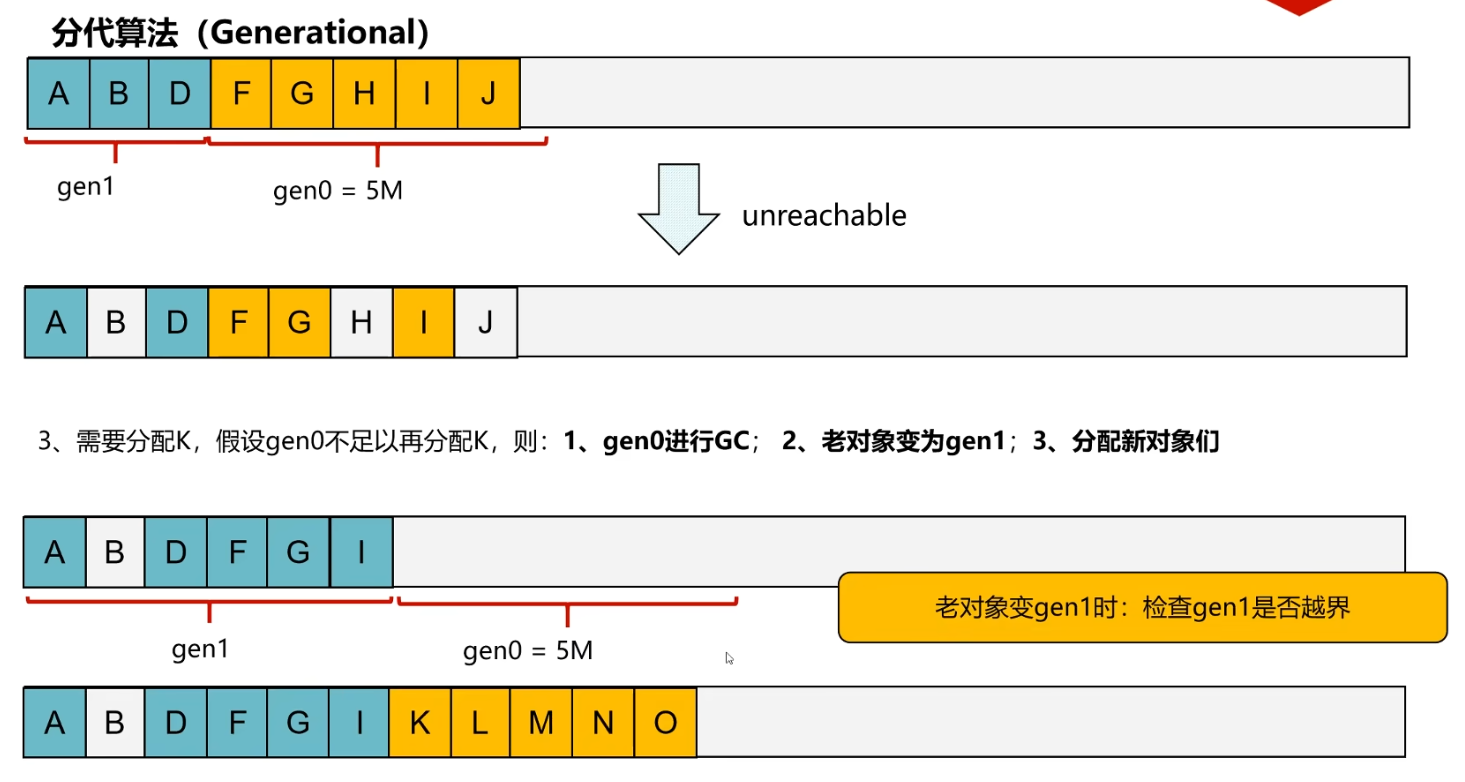 分代算法（Generational）
A B D F G H I J
gen1
gen0 = 5M
unreachable
A B D F G H I J
3、需要分配K，假设gen0不足以再分配K，则：1、gen0进行GC； 2、老对象变为gen1；3、分配新对象们
A B D F G I
老对象变gen1时：检查gen1是否越界
gen1
gen0 = 5M
A B D F G I K L M N O